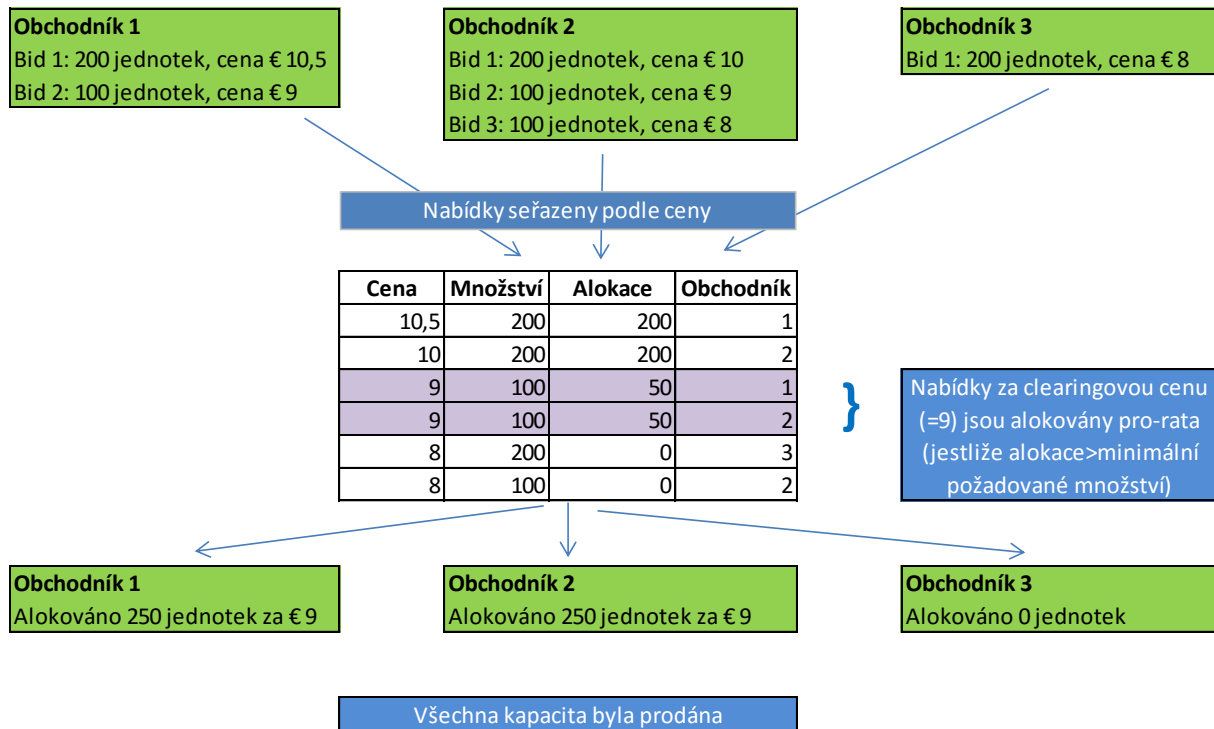 Obchodník 1
Bid 1: 200 jednotek, cena € 10,5
Bid 2: 100 jednotek, cena € 9
Obchodník 2
Bid 1: 200 jednotek, cena € 10
Bid 2: 100 jednotek, cena € 9
Bid 3: 100 jednotek, cena € 8
Obchodník 3
Bid 1: 200 jednotek, cena € 8
Nabídky seřazeny podle ceny
Cena Množství Alokace Obchodník
10,5 200 200 1
10 200 200 2
9 100 50 1
9 100 50 2
8 200 0 3
8 100 0 2
}
Nabídky za clearingovou cenu
(=9) jsou alokovány pro-rata
(jestliže alokace>minimální
požadované množství)
Obchodník 1
Alokováno 250 jednotek za € 9
Obchodník 2
Alokováno 250 jednotek za € 9
Obchodník 3
Alokováno 0 jednotek
Všechna kapacita byla prodána